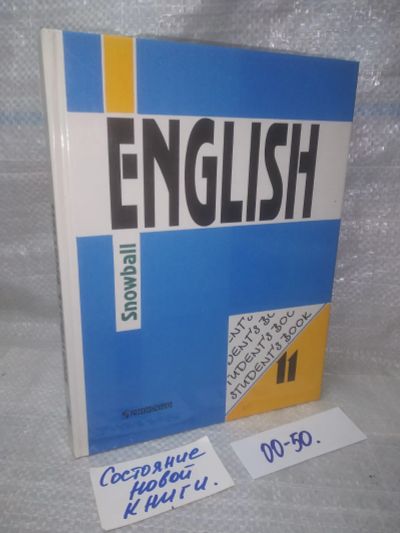 ENGLISH
Snowball
STUDENT'S BOOK
11
Состояние
новой
книги.
00-50.